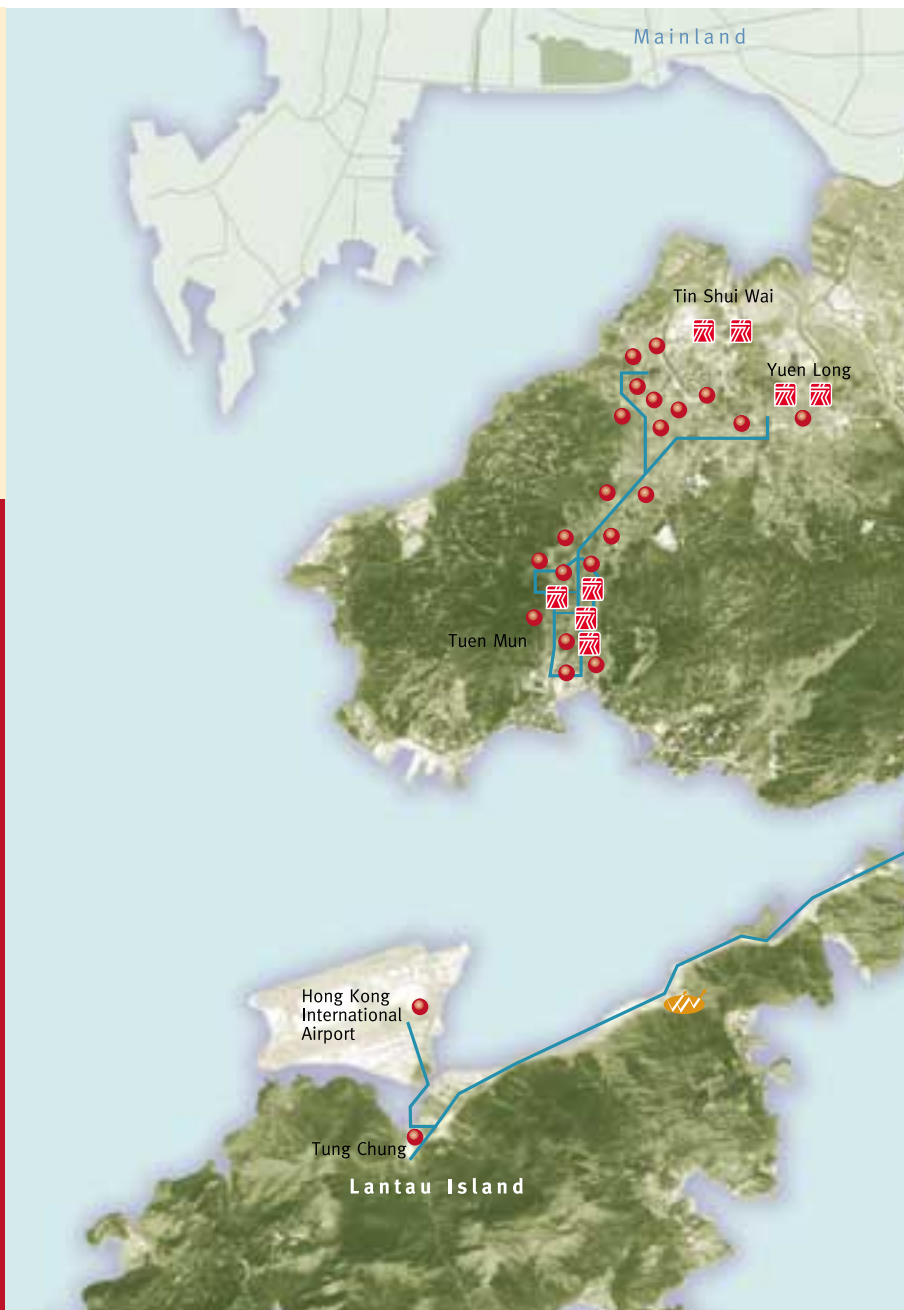 Mainland
Tin Shui Wai
Yuen Long
Tuen Mun
Hong Kong
International
Airport
Tung Chung
Lantau Island